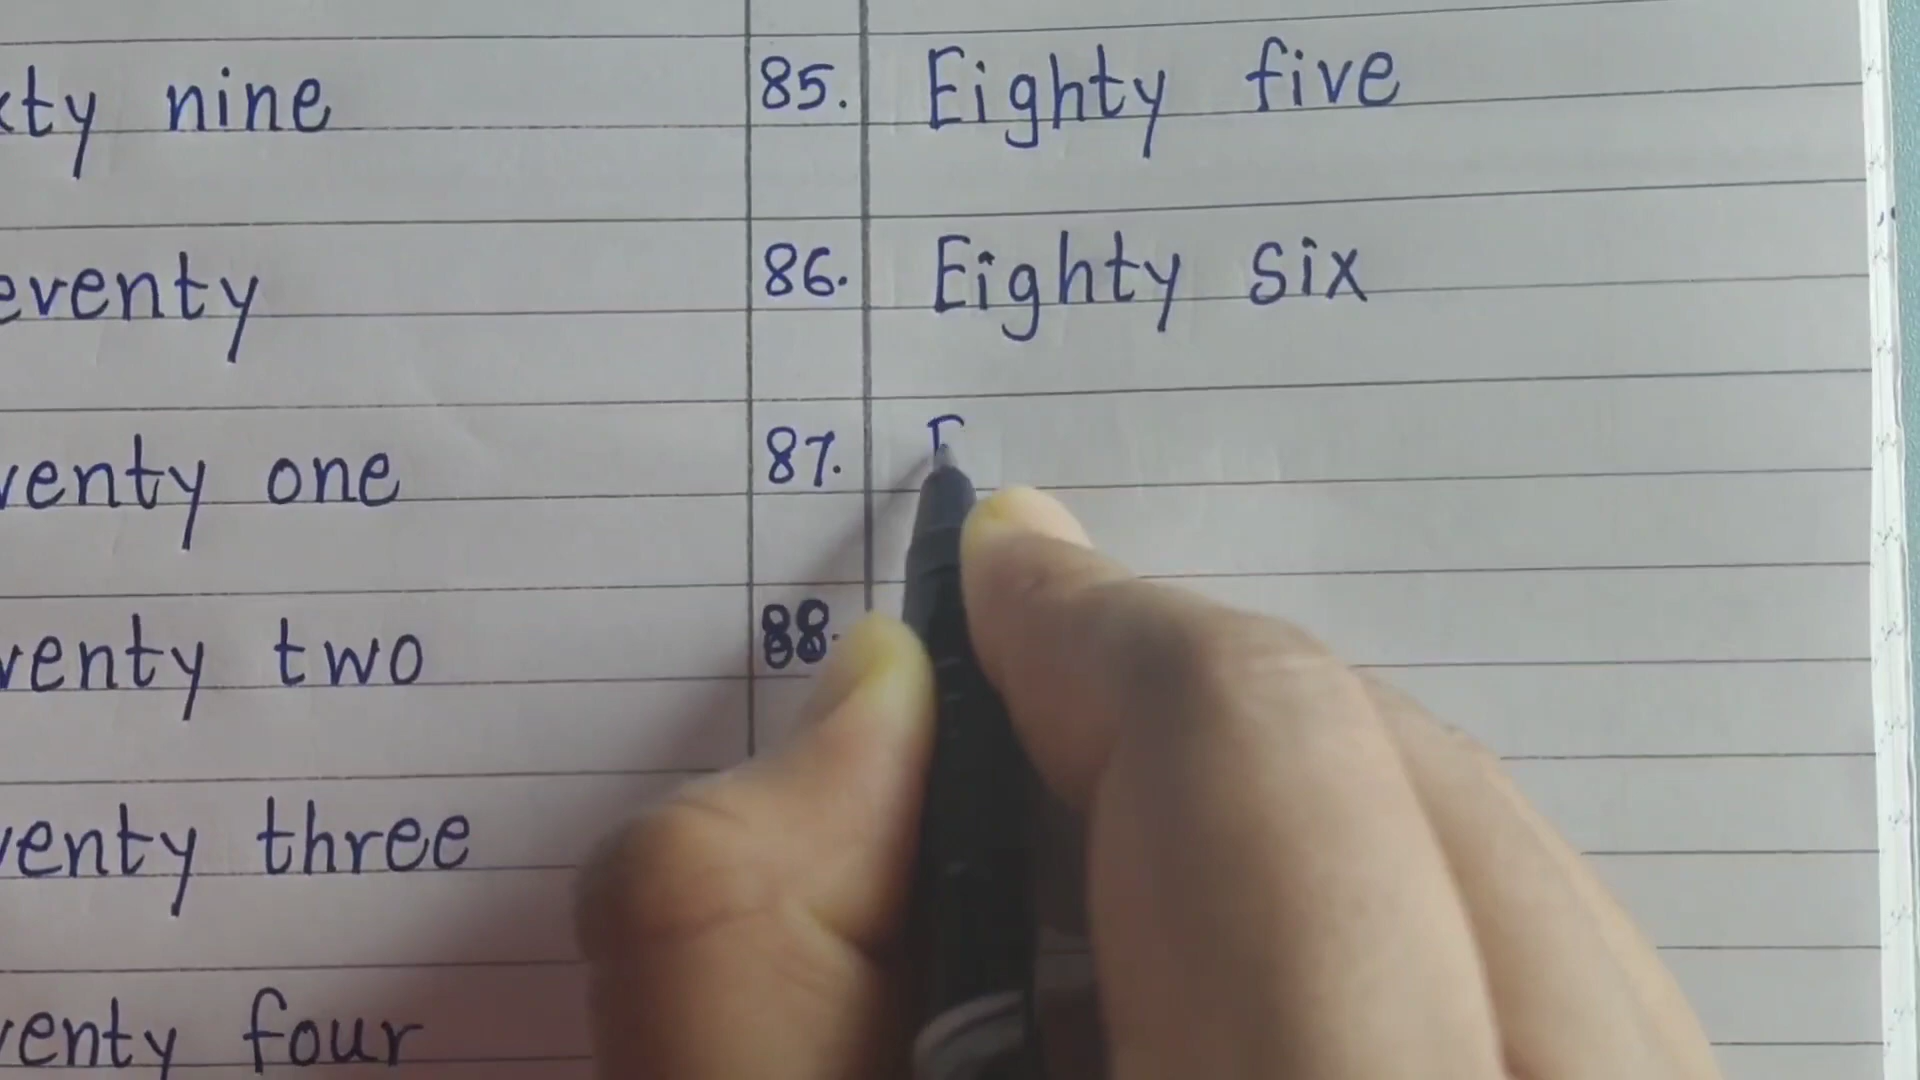 xty nine 85. Eighty five
eventy 86. Eighty six
venty one 87. E
venty two 88.
venty three
venty four